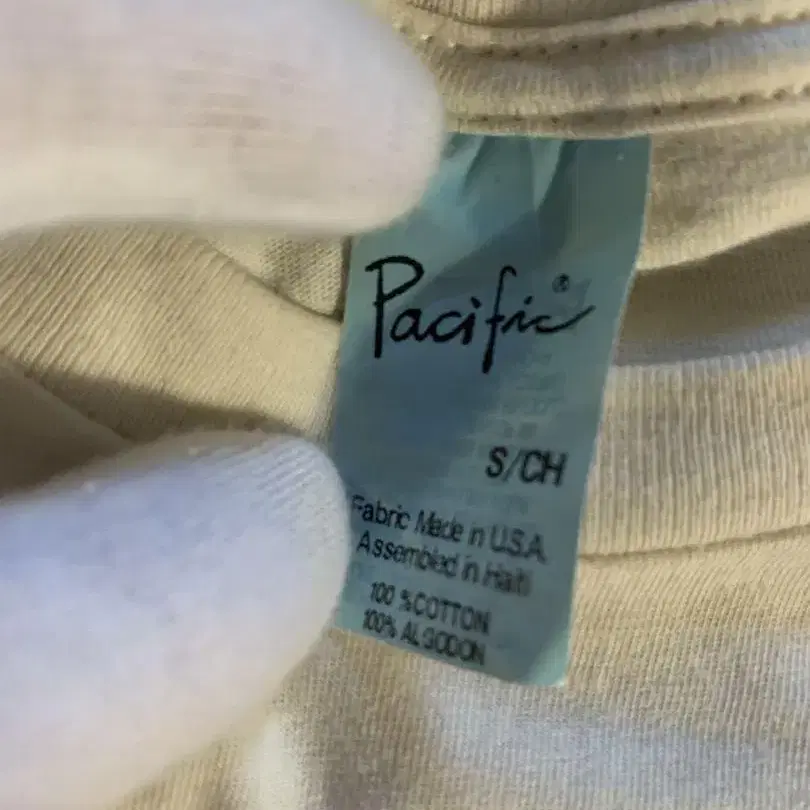 Pacific®
S/CH
Fabric Made in U.S.A.
Assembled in Haiti
100 % COTTON
100% ALGODON